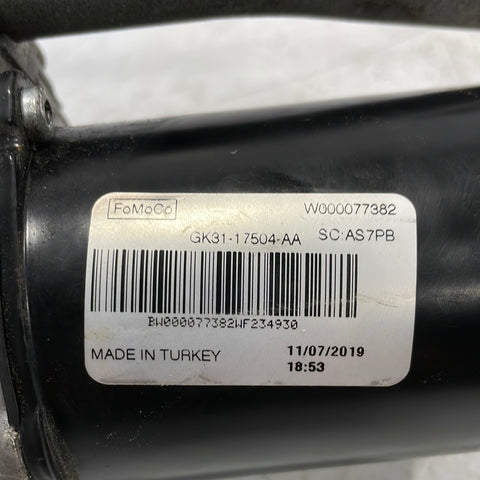 FoMoCo W000077382
GK31-17504-AA SC:AS7PB
BW000077382WF234930
MADE IN TURKEY 11/07/2019
18:53